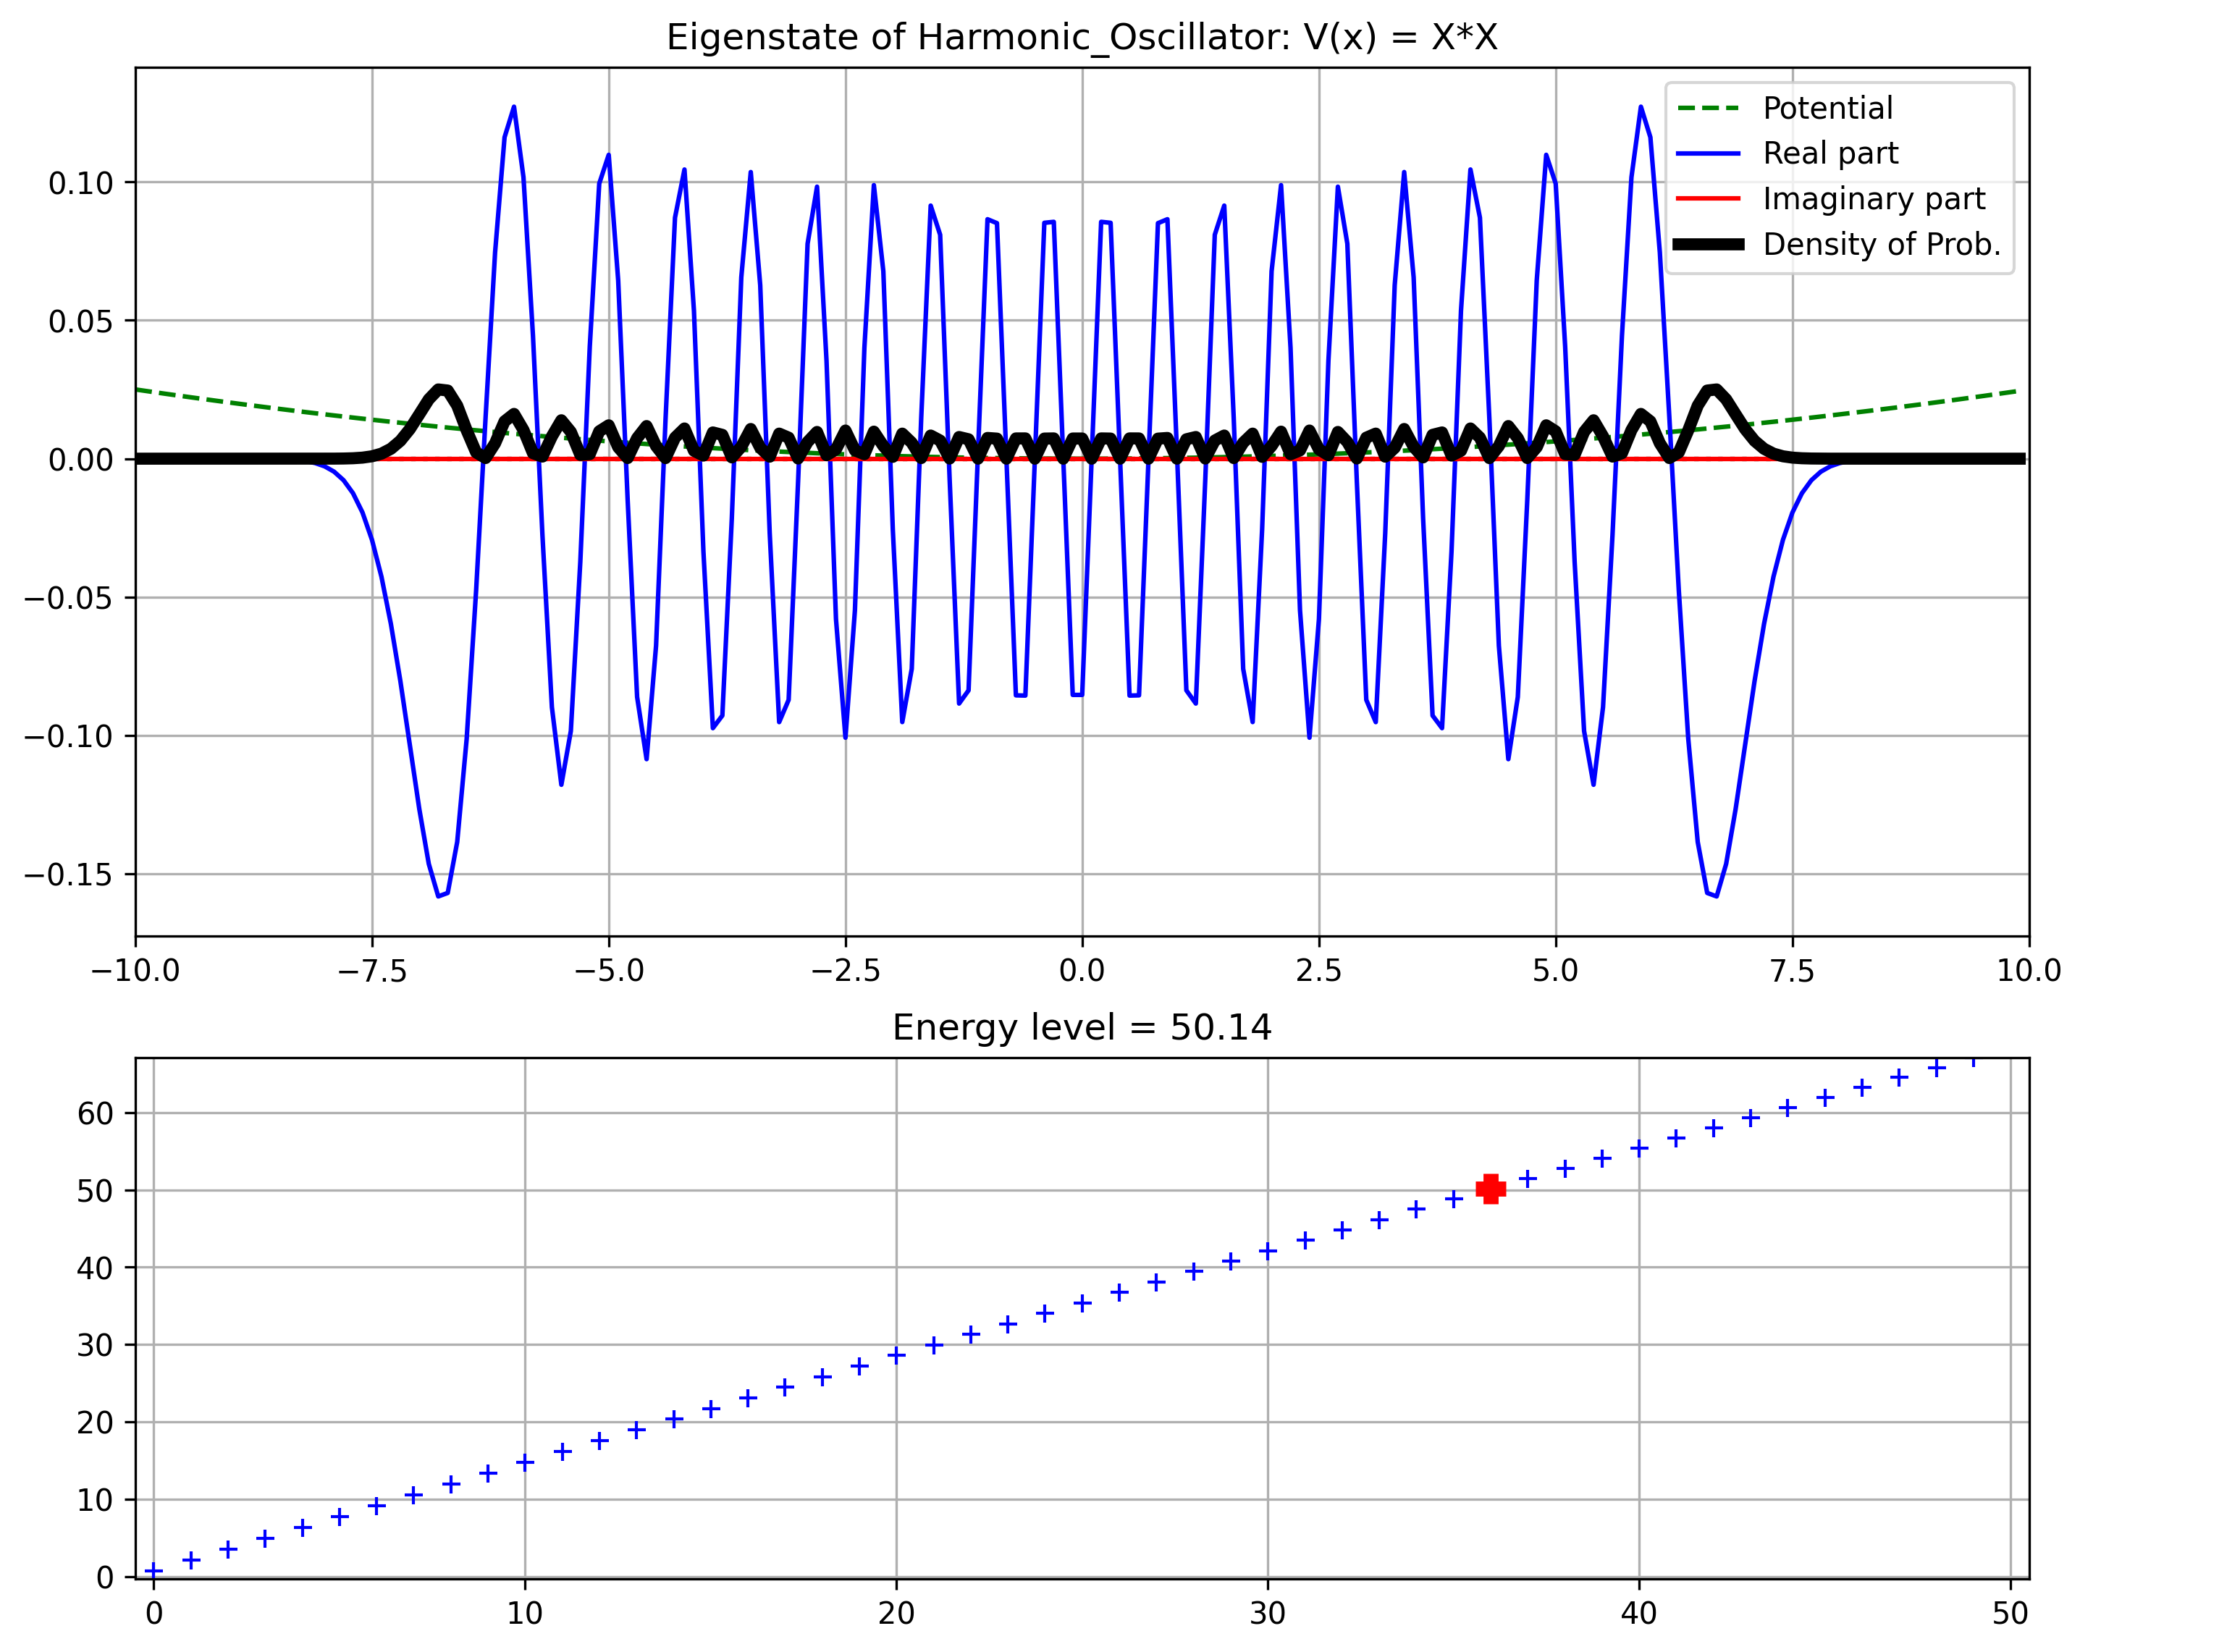 Eigenstate of Harmonic_Oscillator: V(x) = X*X
Potential
Real part
Imaginary part
Density of Prob.
0.10
0.05
0.00
−0.05
−0.10
−0.15
−10.0 −7.5 −5.0 −2.5 0.0 2.5 5.0 7.5 10.0
Energy level = 50.14
60
50
40
30
20
10
0
0 10 20 30 40 50